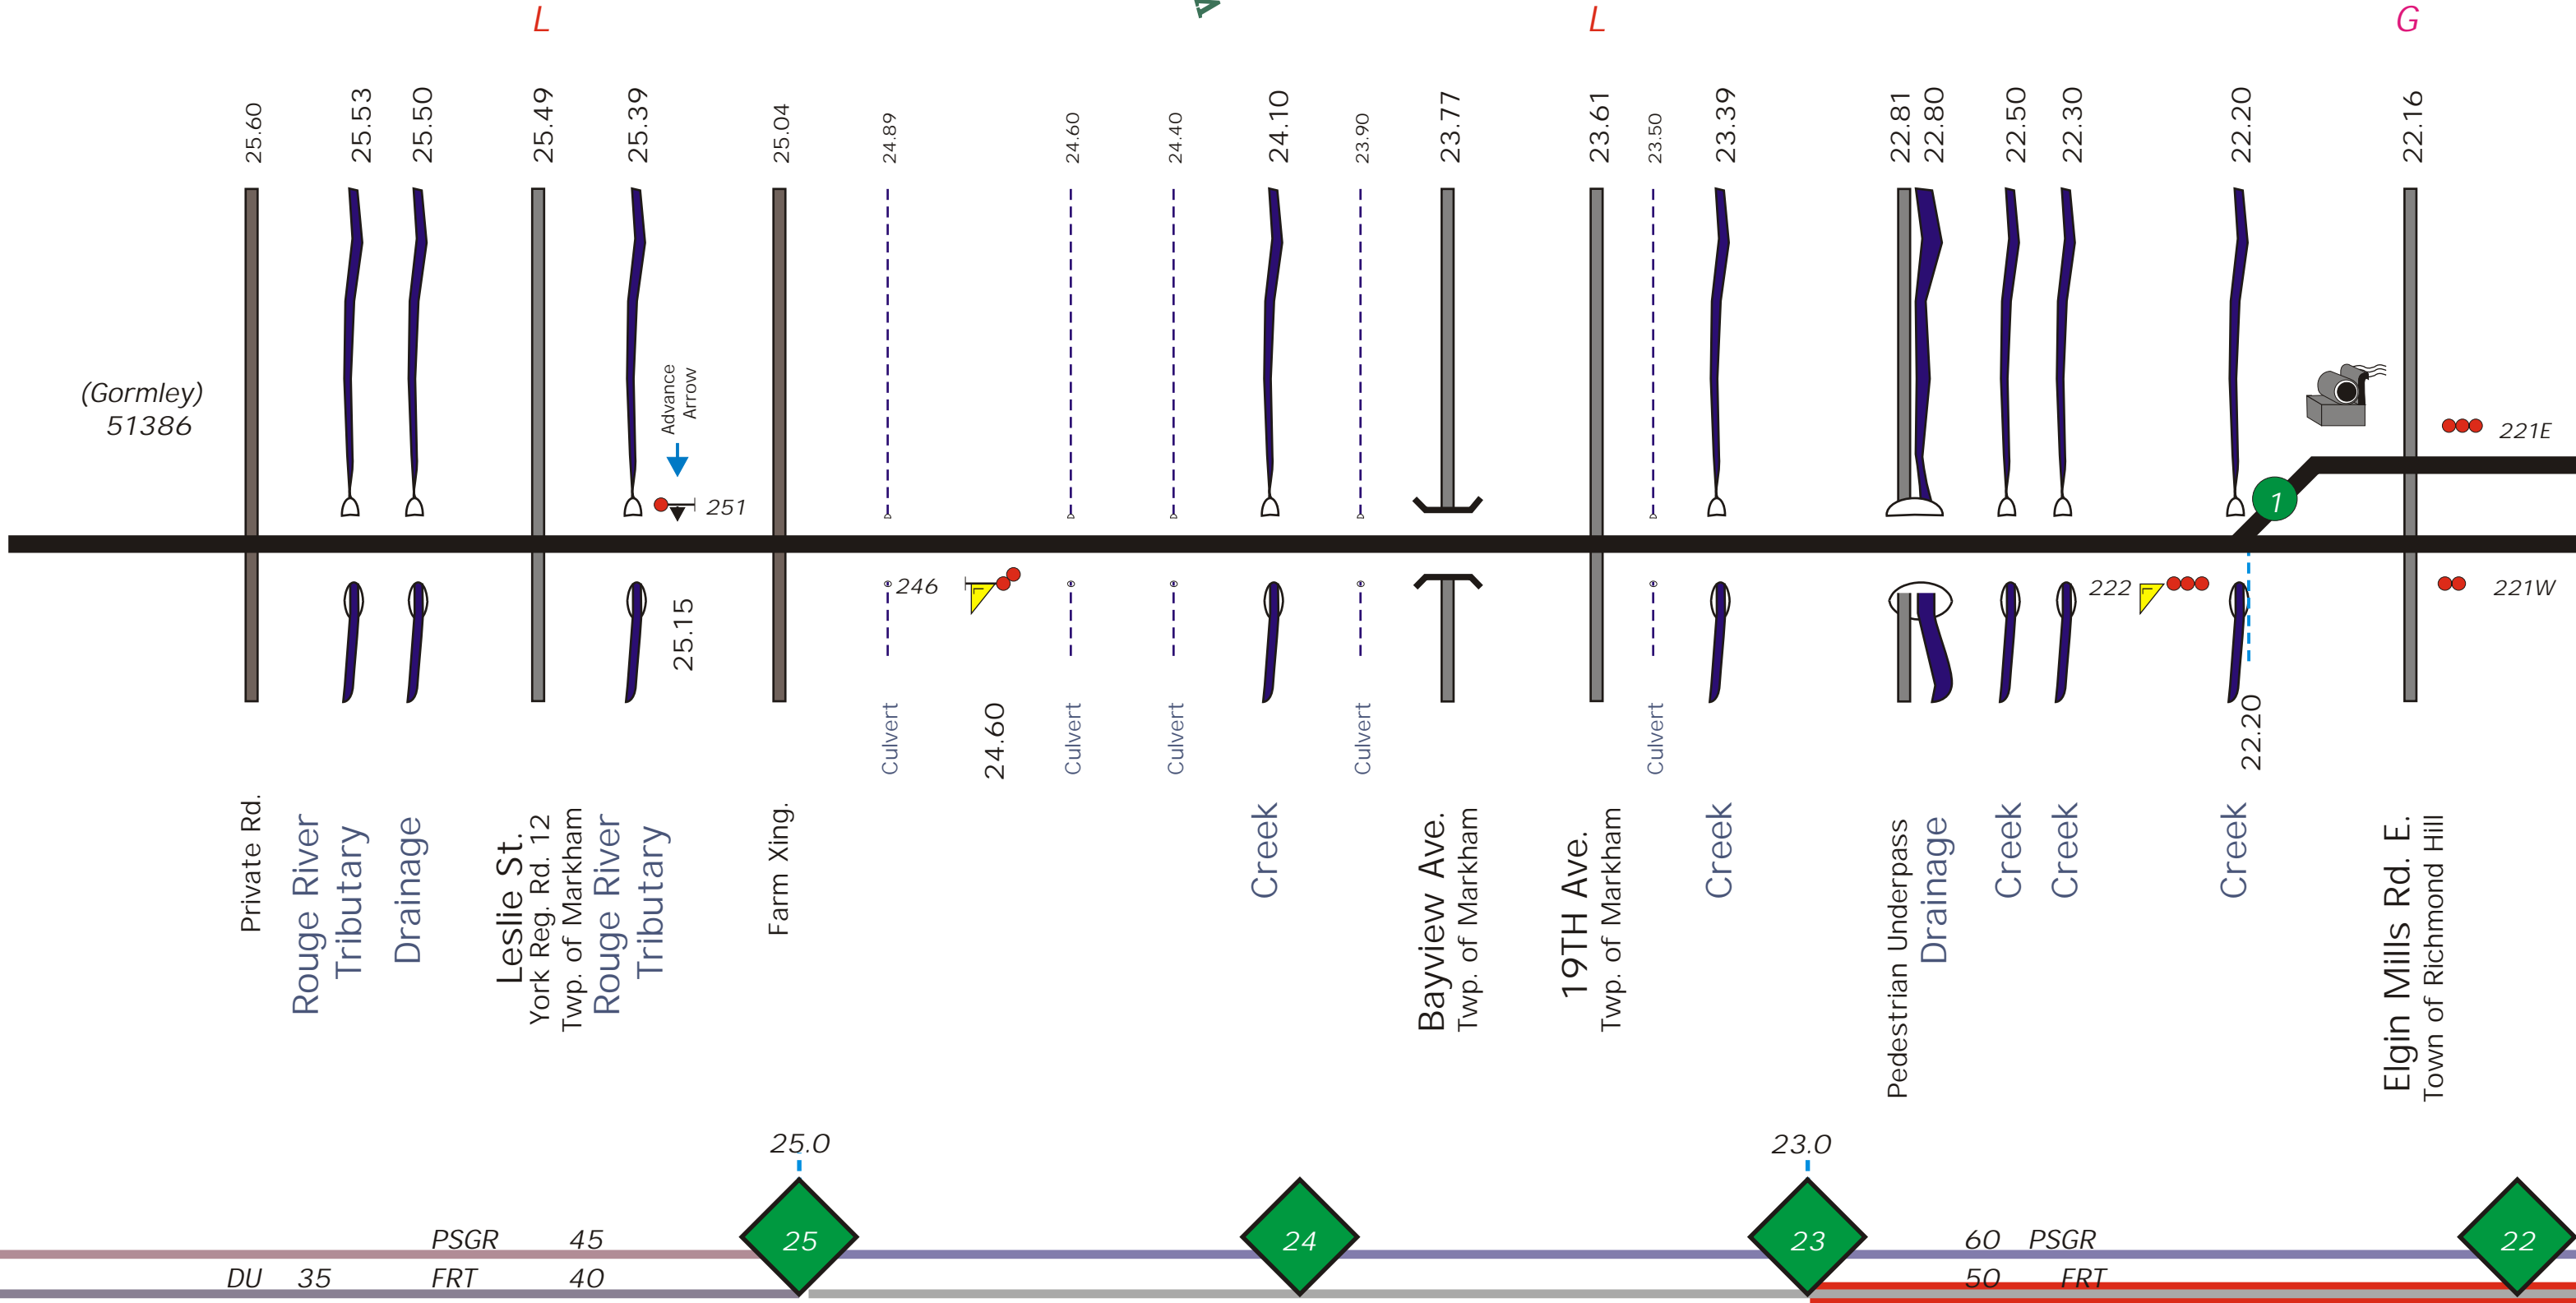 L
L
G
25.60
25.53
25.50
25.49
25.39
25.04
24.89
24.60
24.40
24.10
23.90
23.77
23.61
23.50
23.39
22.81
22.80
22.50
22.30
22.20
22.16
(Gormley)
51386
Advance
Arrow
251
221E
1
246
222
221W
L
L
25.15
24.60
22.20
Culvert
Culvert
Culvert
Culvert
Culvert
Private Rd.
Rouge River
Tributary
Drainage
Leslie St.
York Reg. Rd. 12
Twp. of Markham
Rouge River
Tributary
Farm Xing.
Creek
Bayview Ave.
Twp. of Markham
19TH Ave.
Twp. of Markham
Creek
Pedestrian Underpass
Drainage
Creek
Creek
Creek
Elgin Mills Rd. E.
Town of Richmond Hill
25.0
23.0
25
24
23
22
PSGR 45
60 PSGR
DU 35 FRT 40
50 FRT